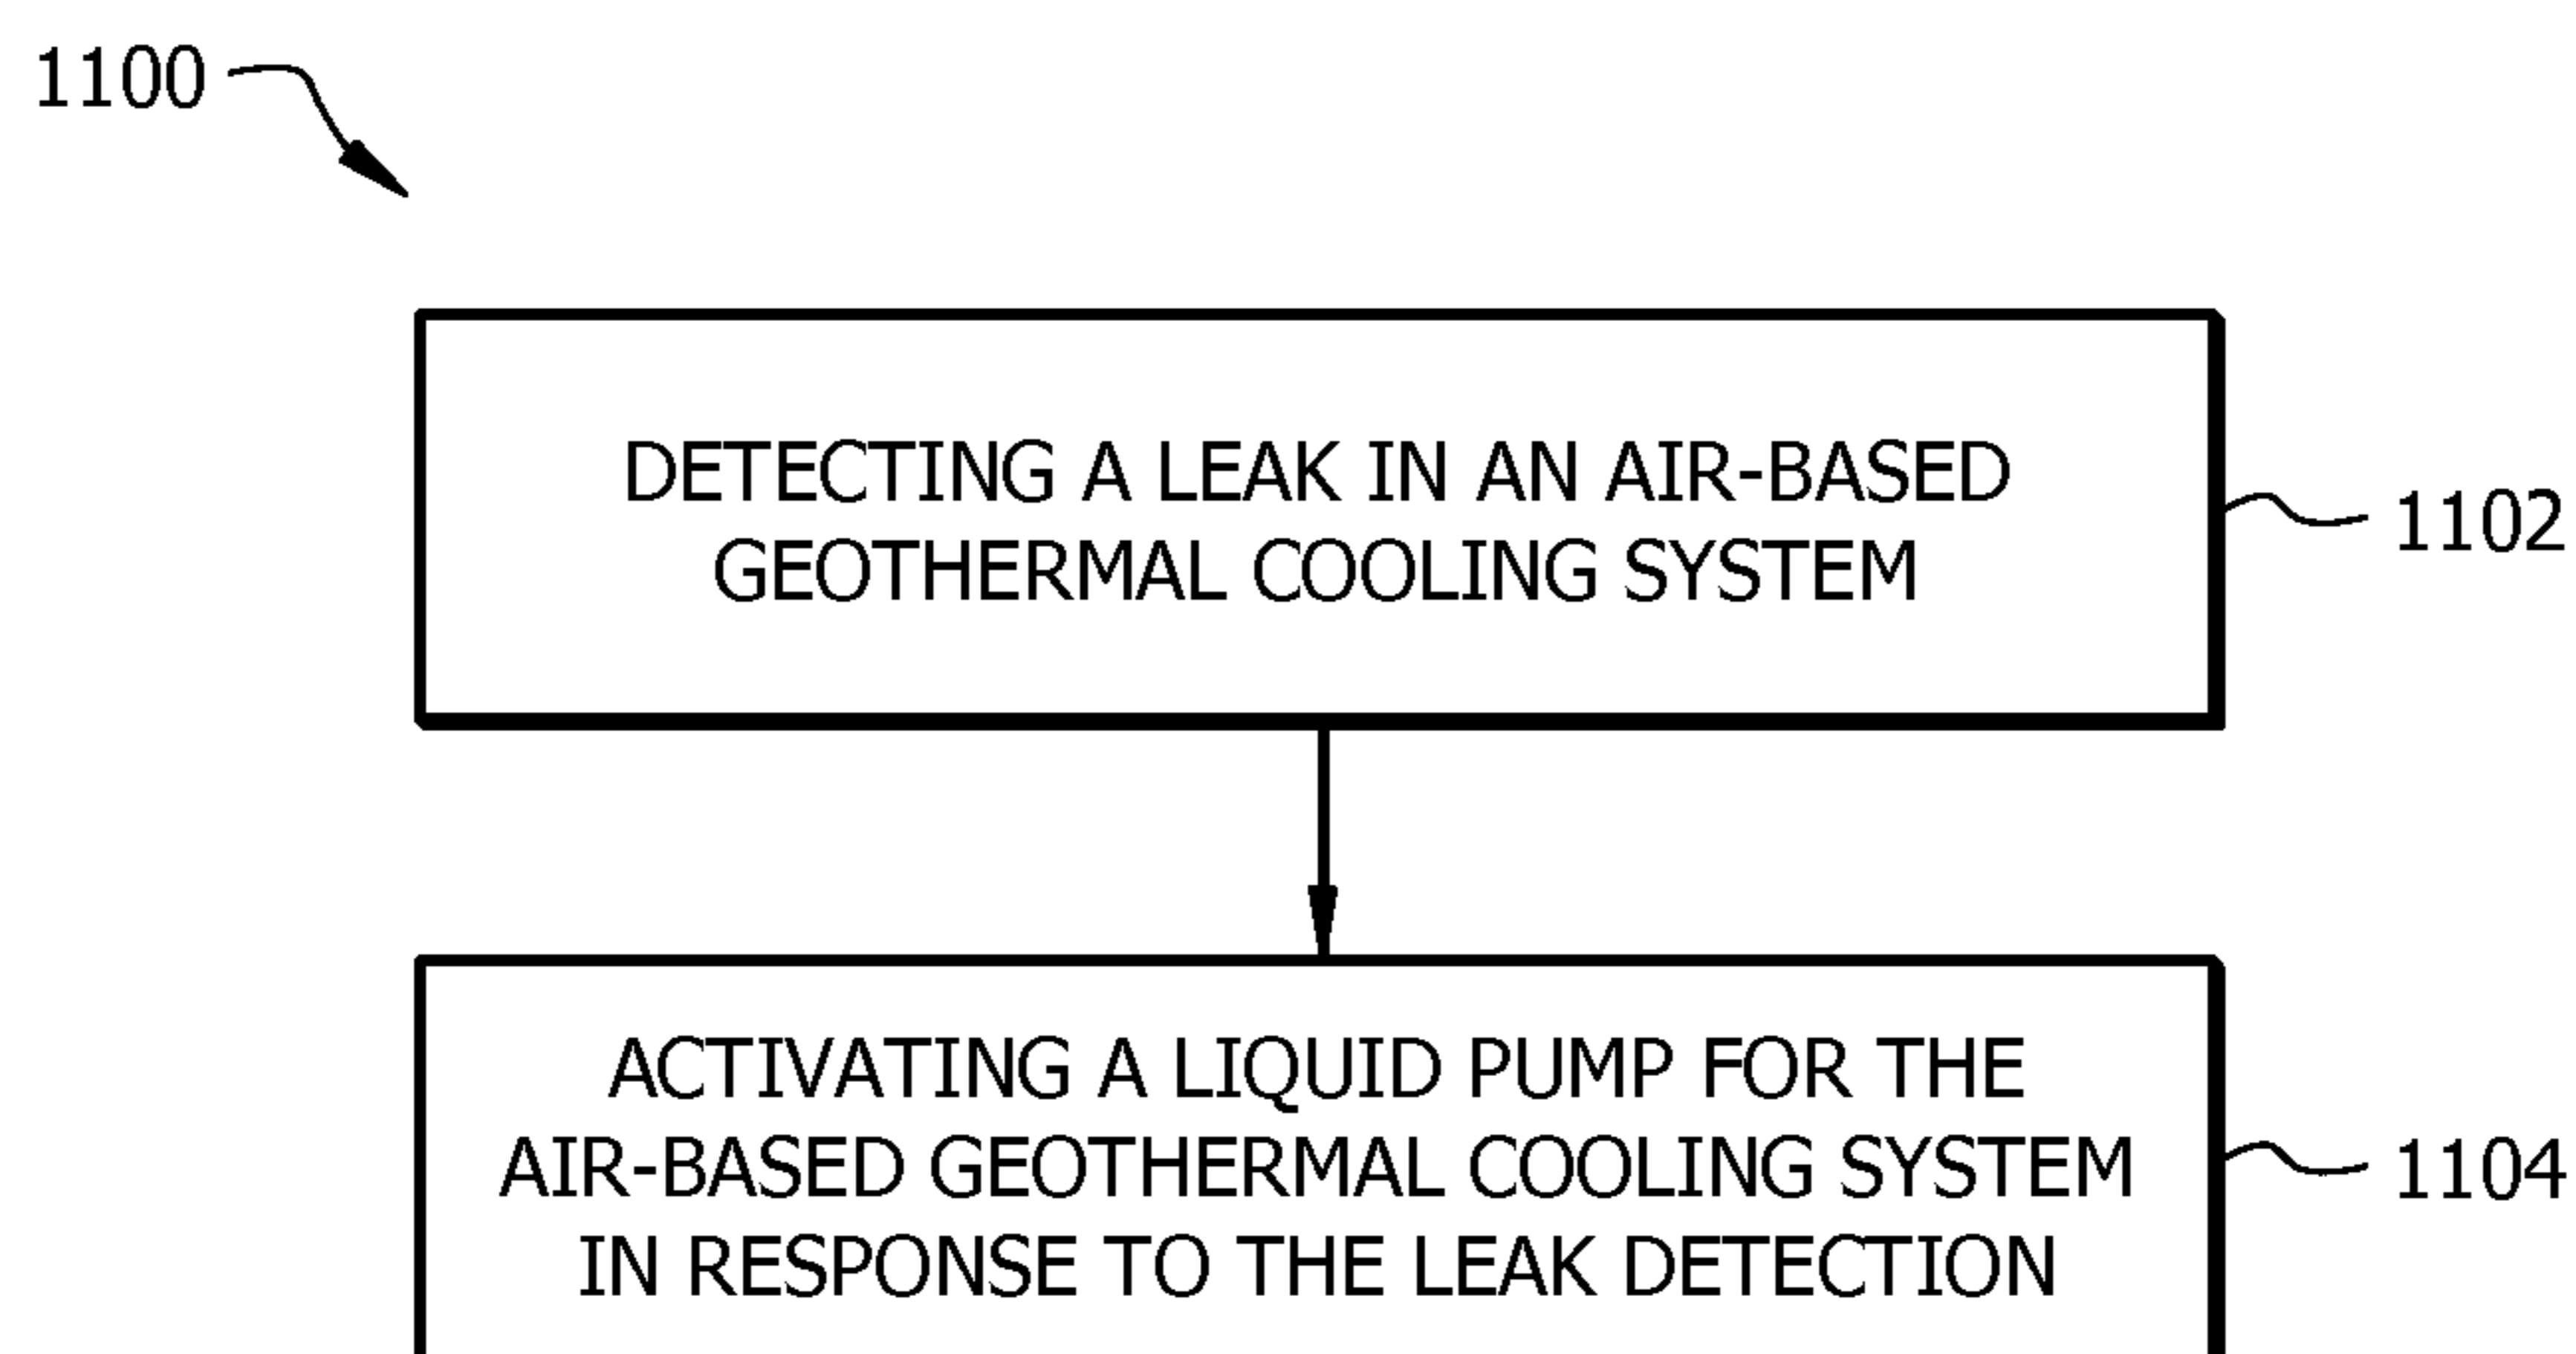 1100
DETECTING A LEAK IN AN AIR-BASED
GEOTHERMAL COOLING SYSTEM
1102
ACTIVATING A LIQUID PUMP FOR THE
AIR-BASED GEOTHERMAL COOLING SYSTEM
IN RESPONSE TO THE LEAK DETECTION
1104